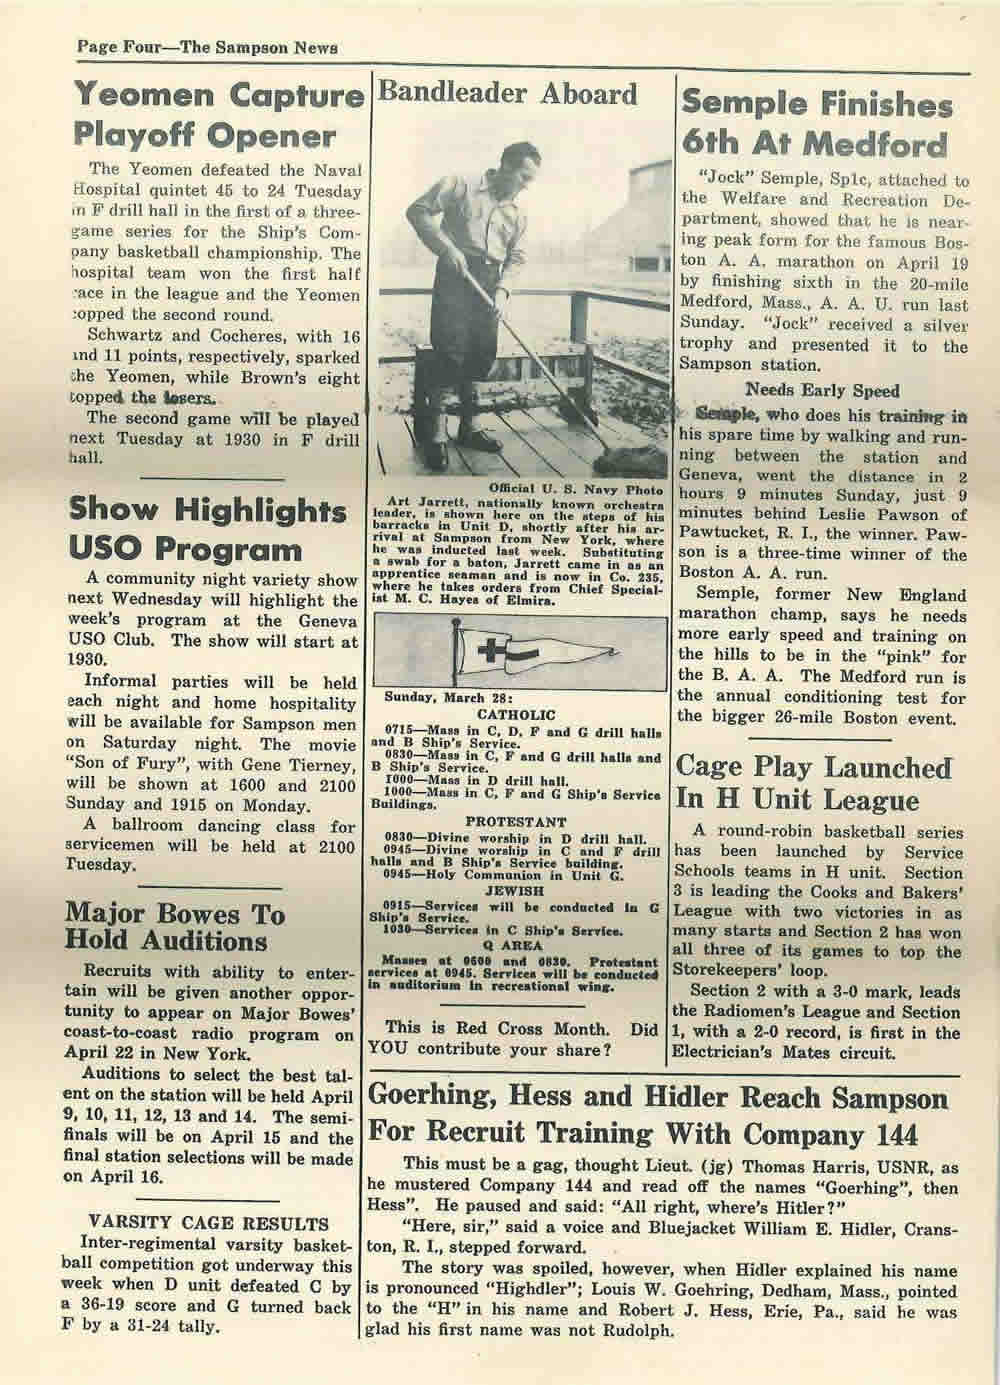 Page Four—The Sampson News
Yeomen Capture
Playoff Opener
The Yeomen defeated the Naval
Hospital quintet 45 to 24 Tuesday
in F drill hall in the first of a three-
game series for the Ship's Com-
pany basketball championship. The
hospital team won the first half
race in the league and the Yeomen
copped the second round.
Schwartz and Cocheres, with 16
and 11 points, respectively, sparked
the Yeomen, while Brown's eight
topped the losers.
The second game will be played
next Tuesday at 1930 in F drill
hall.
Show Highlights
USO Program
A community night variety show
next Wednesday will highlight the
week's program at the Geneva
USO Club. The show will start at
1930.
Informal parties will be held
each night and home hospitality
will be available for Sampson men
on Saturday night. The movie
"Son of Fury", with Gene Tierney,
will be shown at 1600 and 2100
Sunday and 1915 on Monday.
A ballroom dancing class for
servicemen will be held at 2100
Tuesday.
Major Bowes To
Hold Auditions
Recruits with ability to enter-
tain will be given another oppor-
tunity to appear on Major Bowes'
coast-to-coast radio program on
April 22 in New York.
Auditions to select the best tal-
ent on the station will be held April
9, 10, 11, 12, 13 and 14. The semi-
finals will be on April 15 and the
final station selections will be made
on April 16.
VARSITY CAGE RESULTS
Inter-regimental varsity basket-
ball competition got underway this
week when D unit defeated C by
a 36-19 score and G turned back
F by a 31-24 tally.
Bandleader Aboard
Official U. S. Navy Photo
Art Jarrett, nationally known orchestra
leader, is shown here on the steps of his
barracks in Unit D, shortly after his ar-
rival at Sampson from New York, where
he was inducted last week. Substituting
a swab for a baton, Jarrett came in as an
apprentice seaman and is now in Co. 235,
where he takes orders from Chief Special-
ist M. C. Hayes of Elmira.
Sunday, March 28:
CATHOLIC
0715—Mass in C, D, F and G drill halls
and B Ship's Service.
0830—Mass in C, F and G drill halls and
B Ship's Service.
1000—Mass in D drill hall.
1000—Mass in C, F and G Ship's Service
Buildings.
PROTESTANT
0830—Divine worship in D drill hall.
0945—Divine worship in C and F drill
halls and B Ship's Service building.
0945—Holy Communion in Unit G.
JEWISH
0915—Services will be conducted in G
Ship's Service.
1030—Services in C Ship's Service.
Q AREA
Masses at 0600 and 0830. Protestant
services at 0945. Services will be conducted
in auditorium in recreational wing.
This is Red Cross Month. Did
YOU contribute your share?
Semple Finishes
6th At Medford
"Jock" Semple, Sp1c, attached to
the Welfare and Recreation De-
partment, showed that he is near-
ing peak form for the famous Bos-
ton A. A. marathon on April 19
by finishing sixth in the 20-mile
Medford, Mass., A. A. U. run last
Sunday. "Jock" received a silver
trophy and presented it to the
Sampson station.
Needs Early Speed
Semple, who does his training in
his spare time by walking and run-
ning between the station and
Geneva, went the distance in 2
hours 9 minutes Sunday, just 9
minutes behind Leslie Pawson of
Pawtucket, R. I., the winner. Paw-
son is a three-time winner of the
Boston A. A. run.
Semple, former New England
marathon champ, says he needs
more early speed and training on
the hills to be in the "pink" for
the B. A. A. The Medford run is
the annual conditioning test for
the bigger 26-mile Boston event.
Cage Play Launched
In H Unit League
A round-robin basketball series
has been launched by Service
Schools teams in H unit. Section
3 is leading the Cooks and Bakers'
League with two victories in as
many starts and Section 2 has won
all three of its games to top the
Storekeepers' loop.
Section 2 with a 3-0 mark, leads
the Radiomen's League and Section
1, with a 2-0 record, is first in the
Electrician's Mates circuit.
Goerhing, Hess and Hidler Reach Sampson
For Recruit Training With Company 144
This must be a gag, thought Lieut. (jg) Thomas Harris, USNR, as
he mustered Company 144 and read off the names "Goerhing", then
Hess". He paused and said: "All right, where's Hitler?"
"Here, sir," said a voice and Bluejacket William E. Hidler, Crans-
ton, R. I., stepped forward.
The story was spoiled, however, when Hidler explained his name
is pronounced "Highdler"; Louis W. Goehring, Dedham, Mass., pointed
to the "H" in his name and Robert J. Hess, Erie, Pa., said he was
glad his first name was not Rudolph.